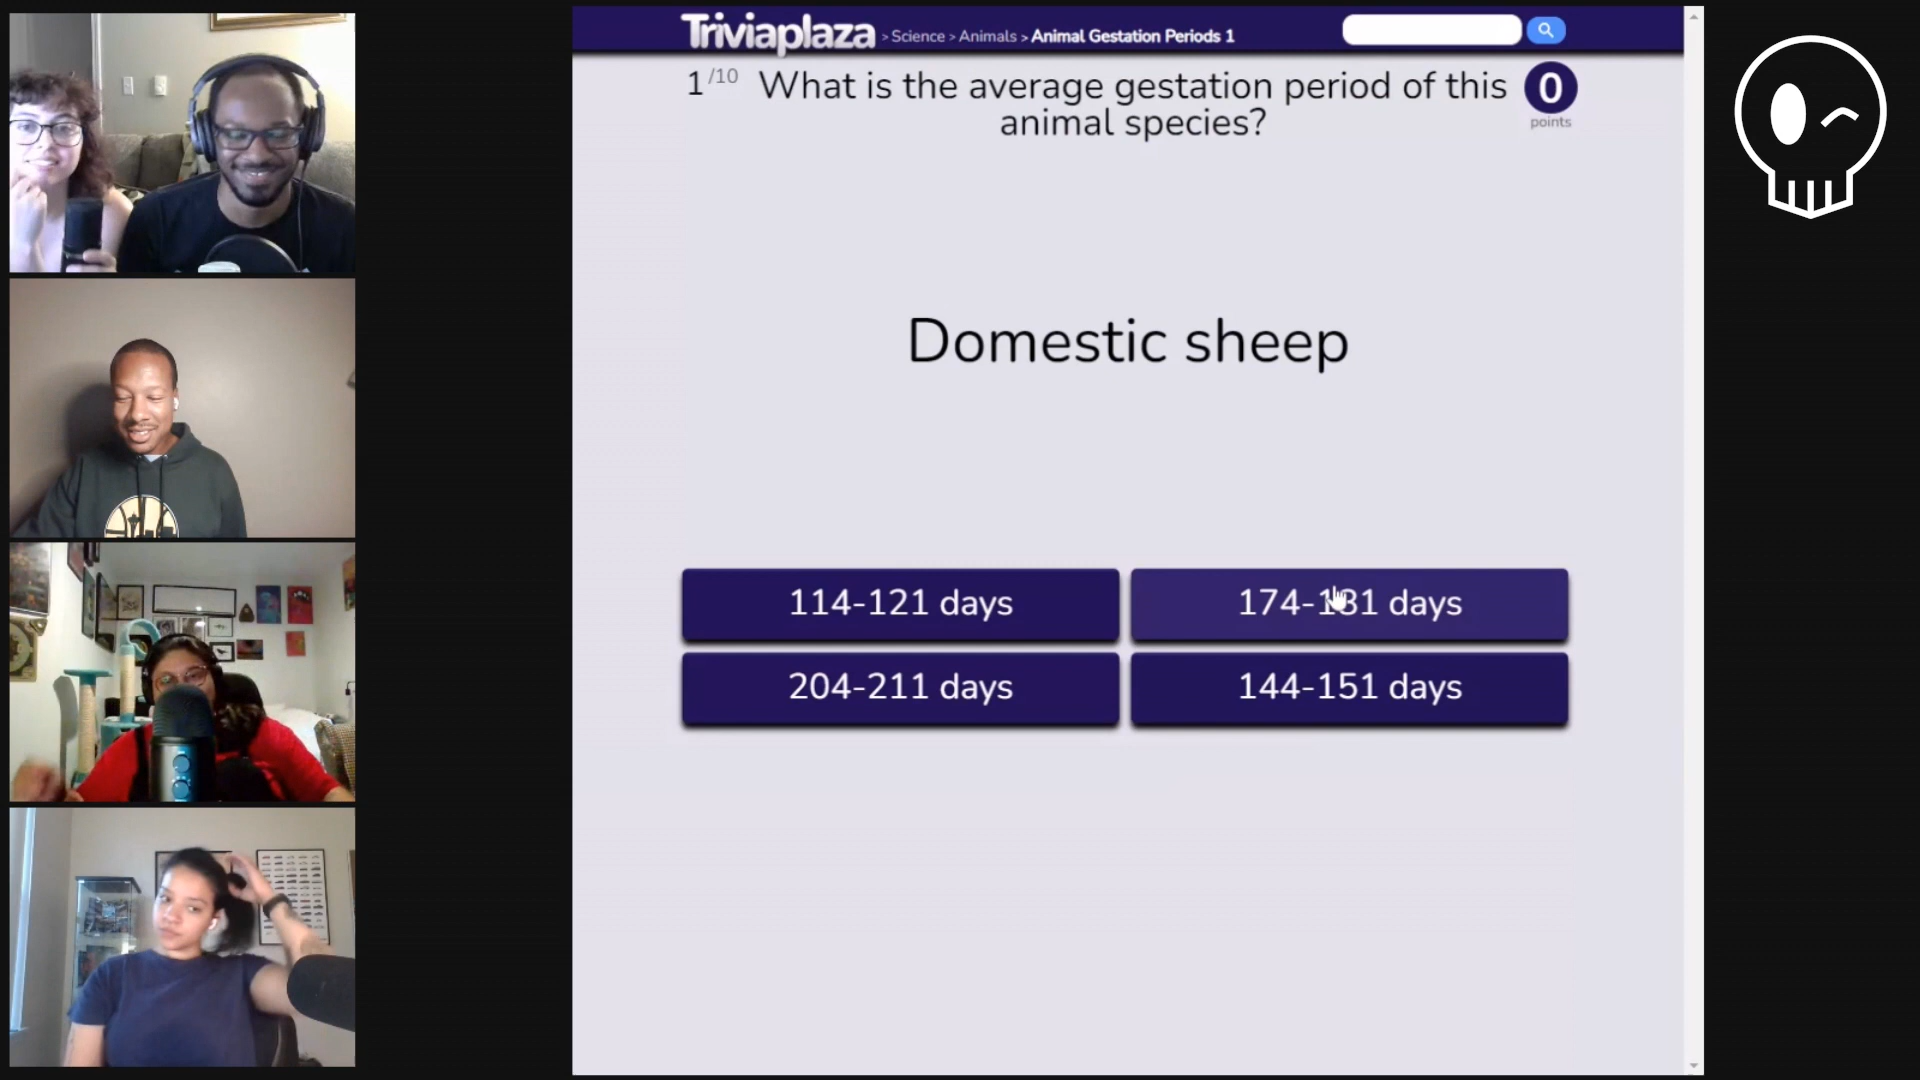 Triviaplaza > Science > Animals > Animal Gestation Periods 1
1/10 What is the average gestation period of this
animal species?
0
points
Domestic sheep
114-121 days
174-181 days
204-211 days
144-151 days